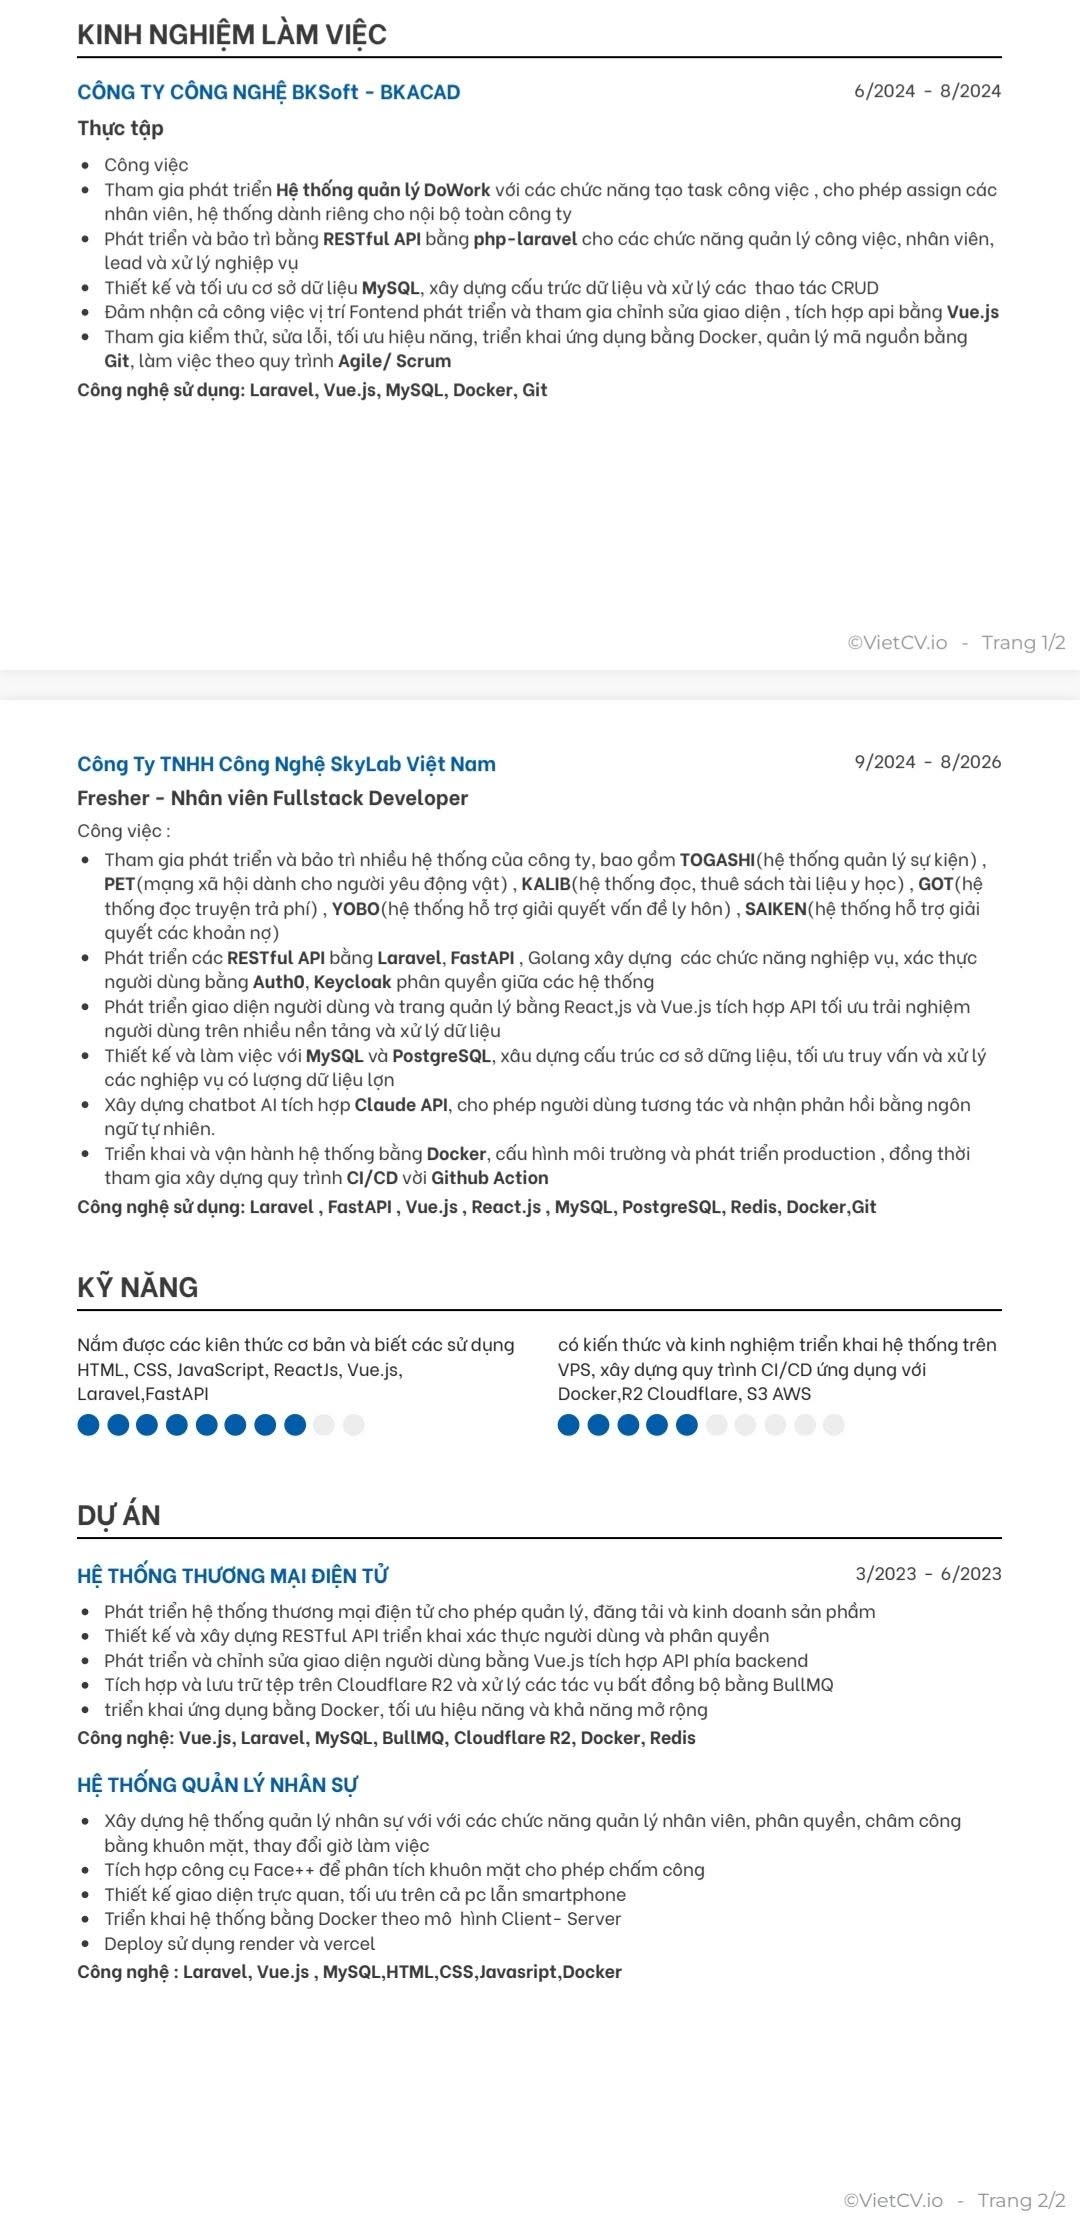 KINH NGHIỆM LÀM VIỆC
CÔNG TY CÔNG NGHỆ BKSoft - BKACAD
6/2024 - 8/2024
Thực tập
Công việc
Tham gia phát triển Hệ thống quản lý DoWork với các chức năng tạo task công việc , cho phép assign các
nhân viên, hệ thống dành riêng cho nội bộ toàn công ty
Phát triển và bảo trì bằng RESTful API bằng php-laravel cho các chức năng quản lý công việc, nhân viên,
lead và xử lý nghiệp vụ
Thiết kế và tối ưu cơ sở dữ liệu MySQL, xây dựng cấu trức dữ liệu và xử lý các thao tác CRUD
Đảm nhận cả công việc vị trí Fontend phát triển và tham gia chỉnh sửa giao diện , tích hợp api bằng Vue.js
Tham gia kiểm thử, sửa lỗi, tối ưu hiệu năng, triển khai ứng dụng bằng Docker, quản lý mã nguồn bằng
Git, làm việc theo quy trình Agile/ Scrum
Công nghệ sử dụng: Laravel, Vue.js, MySQL, Docker, Git
©VietCV.io - Trang 1/2
Công Ty TNHH Công Nghệ SkyLab Việt Nam
9/2024 - 8/2026
Fresher - Nhân viên Fullstack Developer
Công việc :
Tham gia phát triển và bảo trì nhiều hệ thống của công ty, bao gồm TOGASHI(hệ thống quản lý sự kiện) ,
PET(mạng xã hội dành cho người yêu động vật) , KALIB(hệ thống đọc, thuê sách tài liệu y học) , GOT(hệ
thống đọc truyện trả phí) , YOBO(hệ thống hỗ trợ giải quyết vấn đề ly hôn) , SAIKEN(hệ thống hỗ trợ giải
quyết các khoản nợ)
Phát triển các RESTful API bằng Laravel, FastAPI , Golang xây dựng các chức năng nghiệp vụ, xác thực
người dùng bằng Auth0, Keycloak phân quyền giữa các hệ thống
Phát triển giao diện người dùng và trang quản lý bằng React,js và Vue.js tích hợp API tối ưu trải nghiệm
người dùng trên nhiều nền tảng và xử lý dữ liệu
Thiết kế và làm việc với MySQL và PostgreSQL, xâu dựng cấu trúc cơ sở dững liệu, tối ưu truy vấn và xử lý
các nghiệp vụ có lượng dữ liệu lợn
Xây dựng chatbot AI tích hợp Claude API, cho phép người dùng tương tác và nhận phản hồi bằng ngôn
ngữ tự nhiên.
Triển khai và vận hành hệ thống bằng Docker, cấu hình môi trường và phát triển production , đồng thời
tham gia xây dựng quy trình CI/CD vời Github Action
Công nghệ sử dụng: Laravel , FastAPI , Vue.js , React.js , MySQL, PostgreSQL, Redis, Docker,Git
KỸ NĂNG
Nắm được các kiên thức cơ bản và biết các sử dụng
HTML, CSS, JavaScript, ReactJs, Vue.js,
Laravel,FastAPI
có kiến thức và kinh nghiệm triển khai hệ thống trên
VPS, xây dựng quy trình CI/CD ứng dụng với
Docker,R2 Cloudflare, S3 AWS
DỰ ÁN
HỆ THỐNG THƯƠNG MẠI ĐIỆN TỬ
3/2023 - 6/2023
Phát triển hệ thống thương mại điện tử cho phép quản lý, đăng tải và kinh doanh sản phầm
Thiết kế và xây dựng RESTful API triển khai xác thực người dùng và phân quyền
Phát triển và chỉnh sửa giao diện người dùng bằng Vue.js tích hợp API phía backend
Tích hợp và lưu trữ tệp trên Cloudflare R2 và xử lý các tác vụ bất đồng bộ bằng BullMQ
triển khai ứng dụng bằng Docker, tối ưu hiệu năng và khả năng mở rộng
Công nghệ: Vue.js, Laravel, MySQL, BullMQ, Cloudflare R2, Docker, Redis
HỆ THỐNG QUẢN LÝ NHÂN SỰ
Xây dựng hệ thống quản lý nhân sự với với các chức năng quản lý nhân viên, phân quyền, châm công
bằng khuôn mặt, thay đổi giờ làm việc
Tích hợp công cụ Face++ để phân tích khuôn mặt cho phép chấm công
Thiết kế giao diện trực quan, tối ưu trên cả pc lẫn smartphone
Triển khai hệ thống bằng Docker theo mô hình Client- Server
Deploy sử dụng render và vercel
Công nghệ : Laravel, Vue.js , MySQL,HTML,CSS,Javasript,Docker
©VietCV.io - Trang 2/2